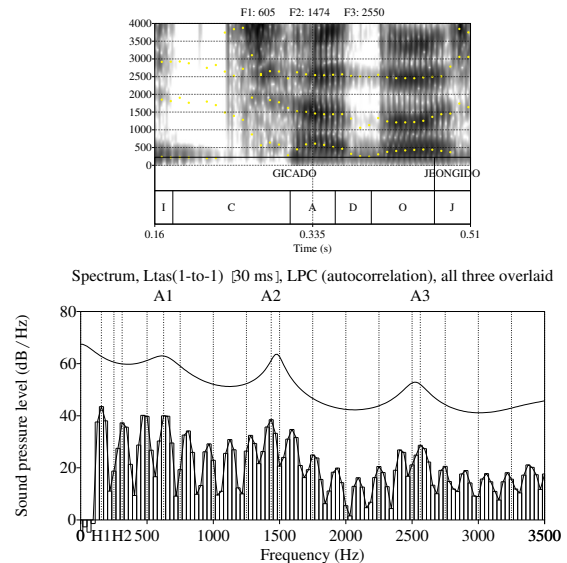 F1: 605 F2: 1474 F3: 2550
4000
3500
3000
2500
2000
1500
1000
500
0
GICADO JEONGIDO
I C A D O J
0.16 0.335 0.51
Time (s)
Spectrum, Ltas(1-to-1) [30 ms], LPC (autocorrelation), all three overlaid
A1 A2 A3
80
60
40
20
0
Sound pressure level (dB / Hz)
0 H1H2 500 1000 1500 2000 2500 3000 3500
Frequency (Hz)